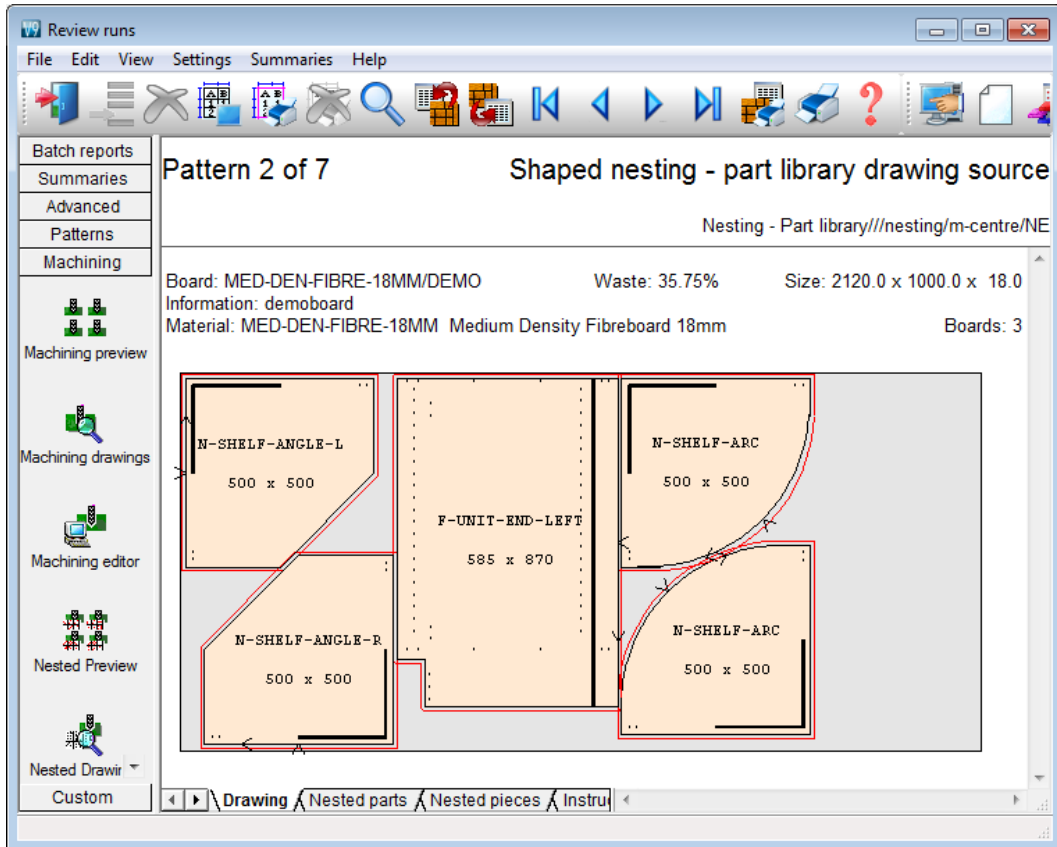 V9 Review runs
File Edit View Settings Summaries Help
Batch reports
Summaries
Advanced
Patterns
Machining
Machining preview
Machining drawings
Machining editor
Nested Preview
Nested Drawir
Custom
Pattern 2 of 7
Shaped nesting - part library drawing source
Nesting - Part library///nesting/m-centre/NE
Board: MED-DEN-FIBRE-18MM/DEMO Waste: 35.75% Size: 2120.0 x 1000.0 x 18.0
Information: demoboard
Material: MED-DEN-FIBRE-18MM Medium Density Fibreboard 18mm Boards: 3
N-SHELF-ANGLE-L
500 x 500
N-SHELF-ANGLE-R
500 x 500
F-UNIT-END-LEFT
585 x 870
N-SHELF-ARC
500 x 500
N-SHELF-ARC
500 x 500
Drawing Nested parts Nested pieces Instru